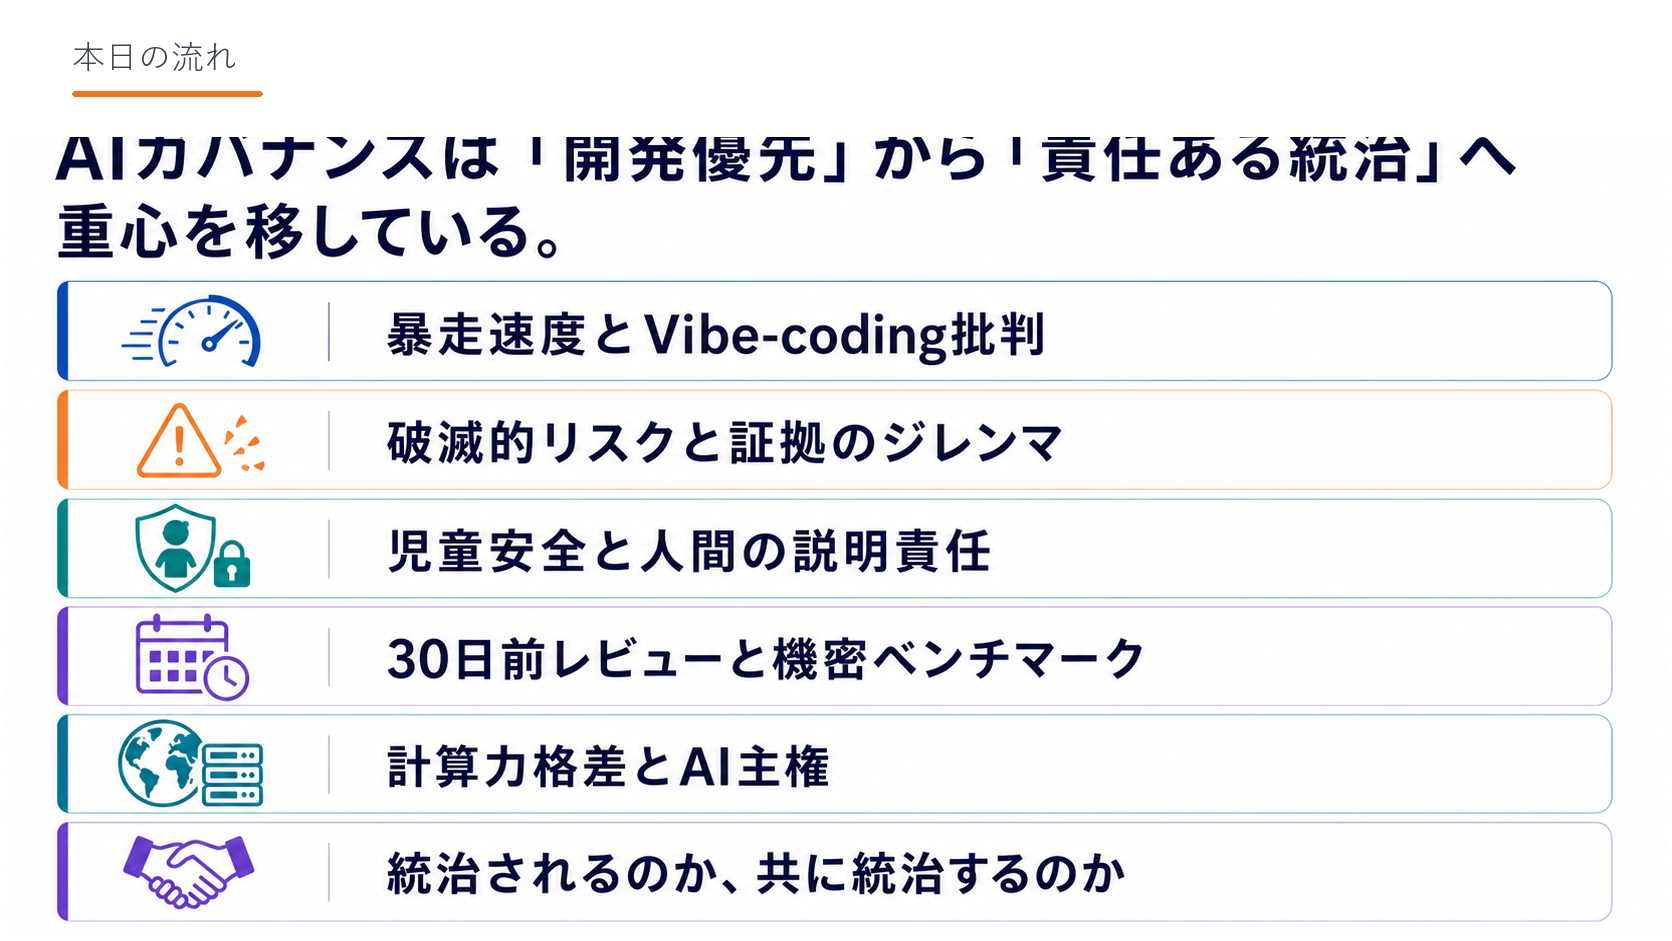 本日の流れ
AIガバナンスは「開発優先」から「責任ある統治」へ
重心を移している。
暴走速度とVibe-coding批判
破滅的リスクと証拠のジレンマ
児童安全と人間の説明責任
30日前レビューと機密ベンチマーク
計算力格差とAI主権
統治されるのか、共に統治するのか